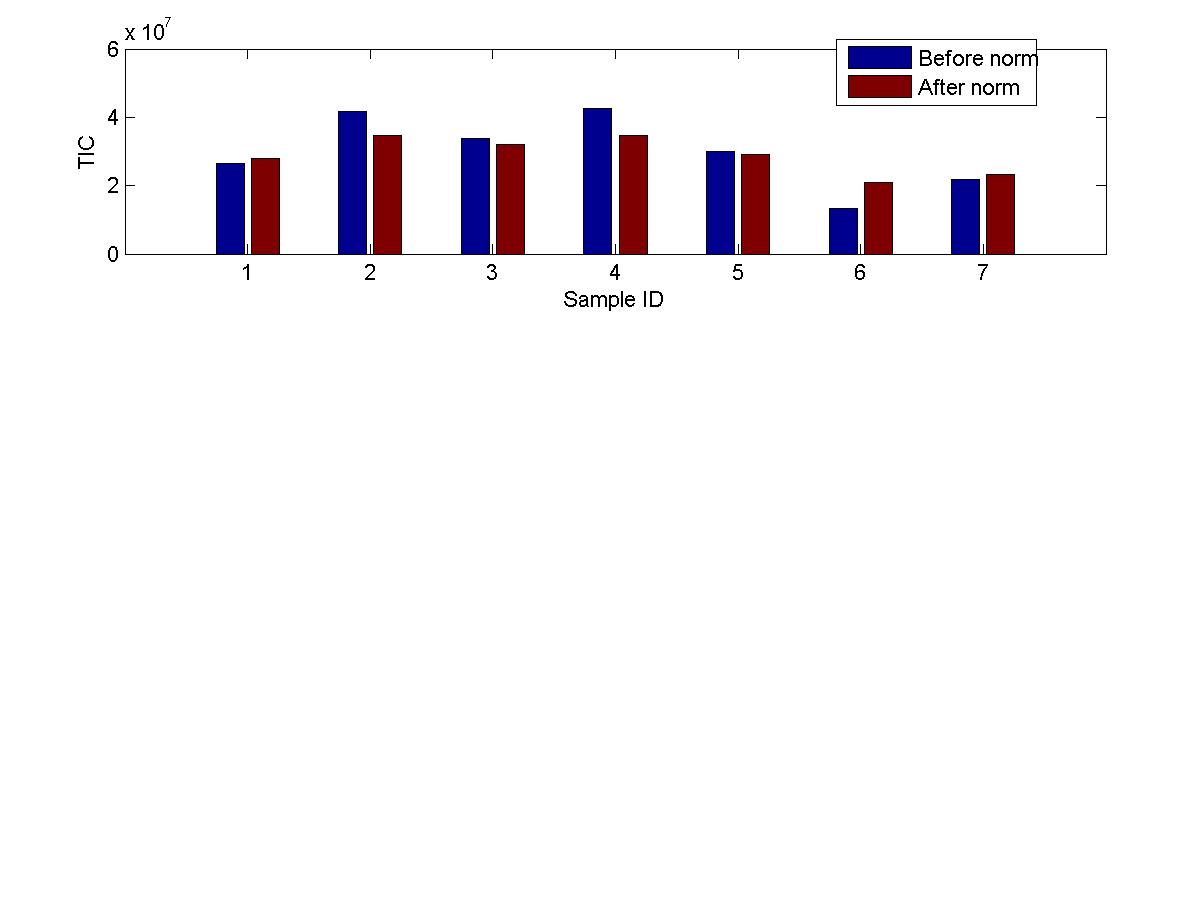 x 10^7
6
4
2
0
TIC
Before norm
After norm
1 2 3 4 5 6 7
Sample ID